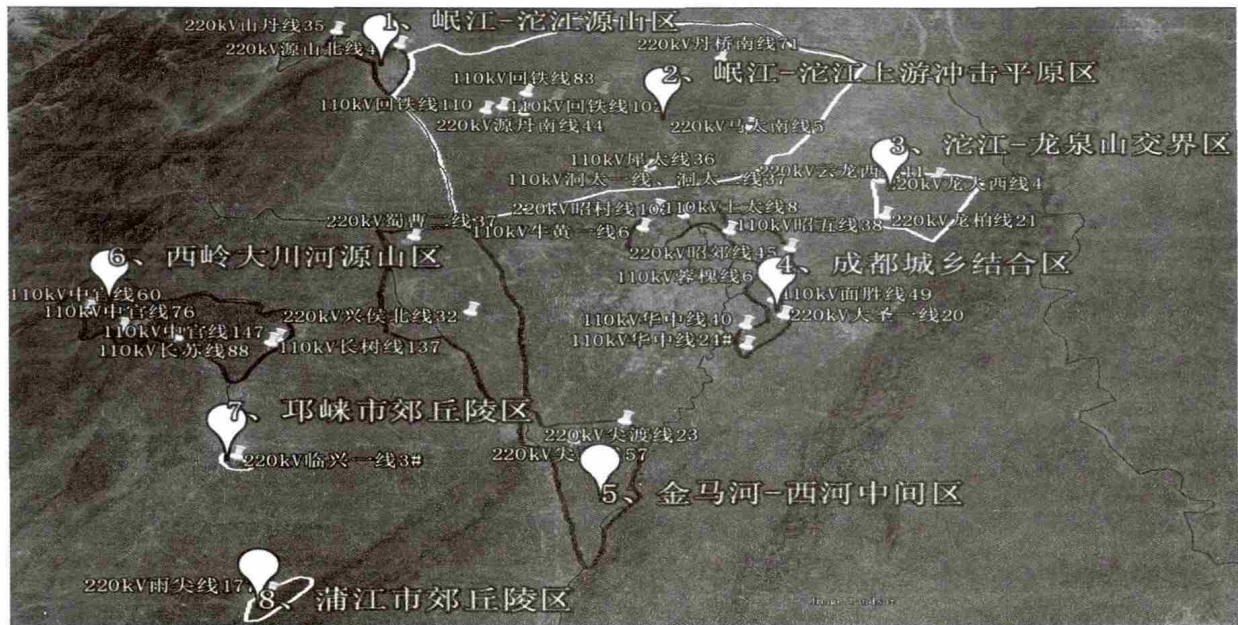 220kV山丹线35
1、岷江-沱江源山区
220kV源山北线4
220kV丹桥南线71
110kV回铁线83
2、岷江-沱江上游冲击平原区
110kV回铁线110
110kV回铁线102
220kV源丹南线44
220kV马太南线5
3、沱江-龙泉山交界区
110kV犀太线36
220kV云龙西线41
110kV洞太一线、洞太二线37
220kV龙大西线4
220kV昭村线10
110kV土太线8
220kV龙柏线21
220kV蜀曹二线37
110kV牛黄一线6
110kV昭五线38
220kV昭郊线45
6、西岭大川河源山区
4、成都城乡结合区
110kV蓉槐线6
110kV中官线60
110kV面胜线49
110kV中官线76
220kV兴侯北线32
220kV大圣一线20
110kV中官线147
110kV华中线40
110kV长苏线88
110kV长树线137
110kV华中线24#
7、邛崃市郊丘陵区
220kV尖渡线23
220kV临兴一线3#
220kV尖
57
5、金马河-西河中间区
220kV雨尖线17
8、蒲江市郊丘陵区